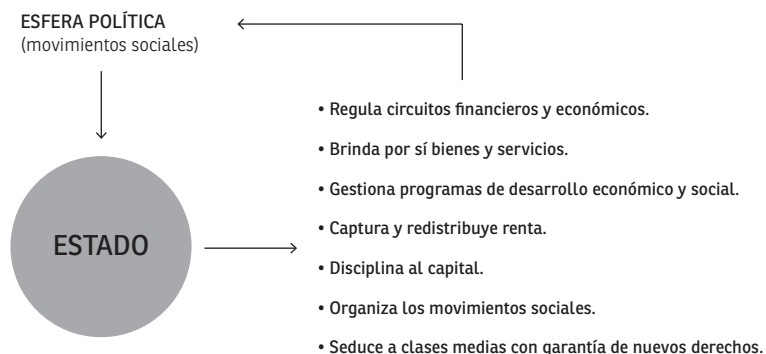 ESFERA POLÍTICA
(movimientos sociales)
• Regula circuitos financieros y económicos.
• Brinda por sí bienes y servicios.
• Gestiona programas de desarrollo económico y social.
ESTADO
• Captura y redistribuye renta.
• Disciplina al capital.
• Organiza los movimientos sociales.
• Seduce a clases medias con garantía de nuevos derechos.